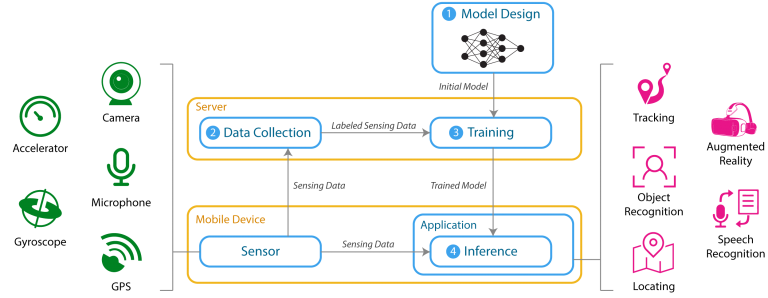 1 Model Design
Initial Model
Server
2 Data Collection
Labeled Sensing Data
3 Training
Sensing Data
Trained Model
Mobile Device
Application
Sensor
Sensing Data
4 Inference
Camera
Accelerator
Microphone
Gyroscope
GPS
Tracking
Augmented
Reality
Object
Recognition
Speech
Recognition
Locating